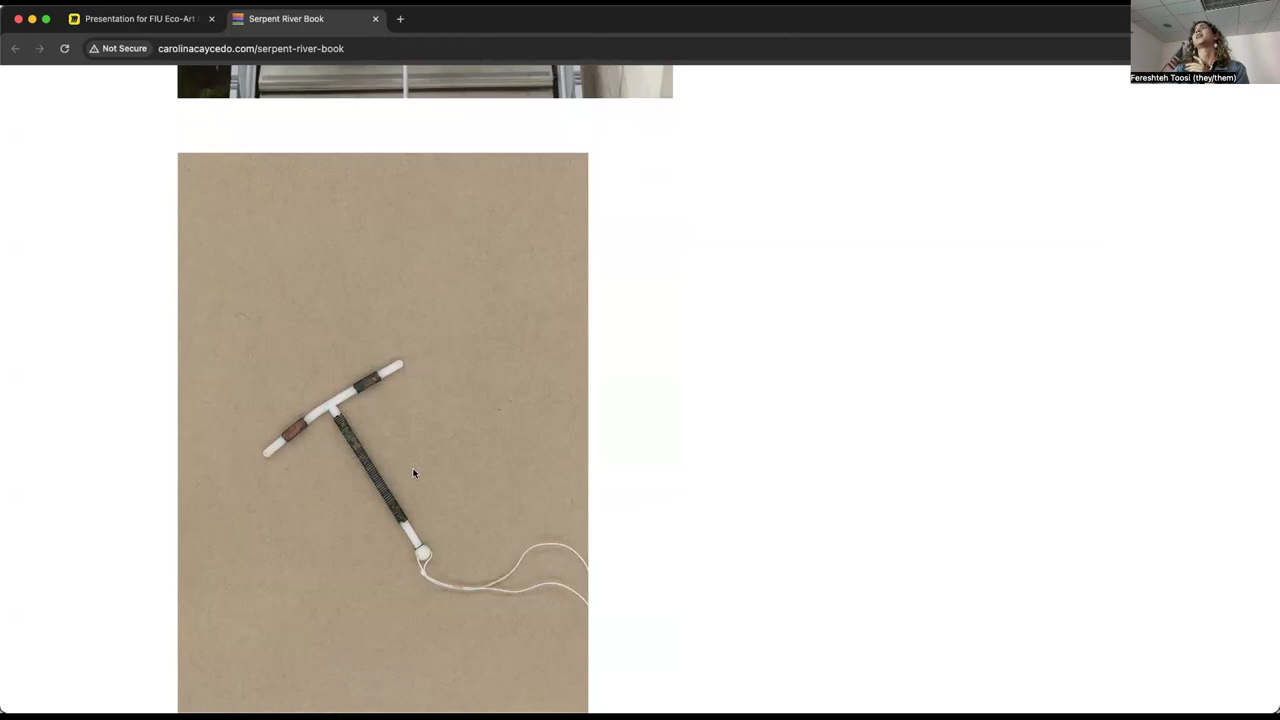 Presentation for FIU Eco-Art
Serpent River Book
Not Secure
carolinacaycedo.com/serpent-river-book
Fereshteh Toosi (they/them)